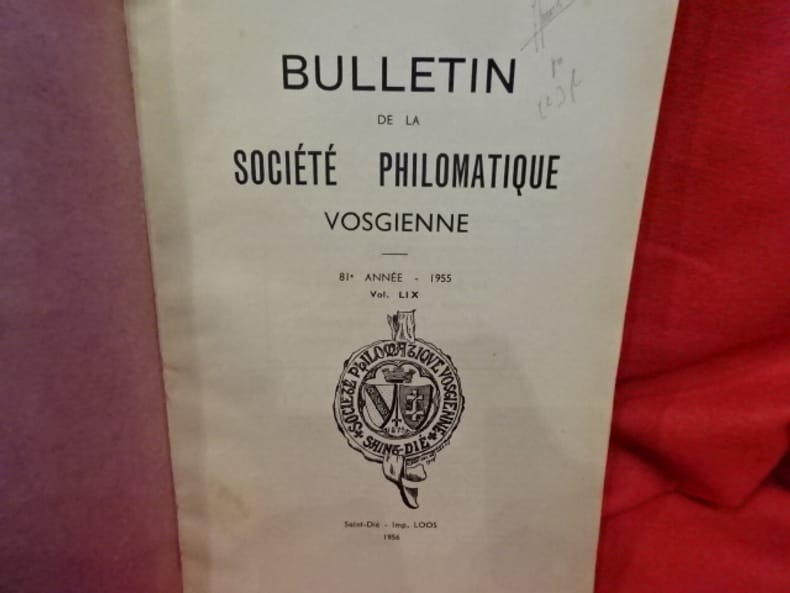 BULLETIN
DE LA
SOCIÉTÉ PHILOMATIQUE
VOSGIENNE
81e ANNÉE - 1955
Vol. LIX
SOCIÉTÉ PHILOMATIQUE VOSGIENNE
1875
SAINT-DIÉ
Saint-Dié - Imp. LOOS
1956